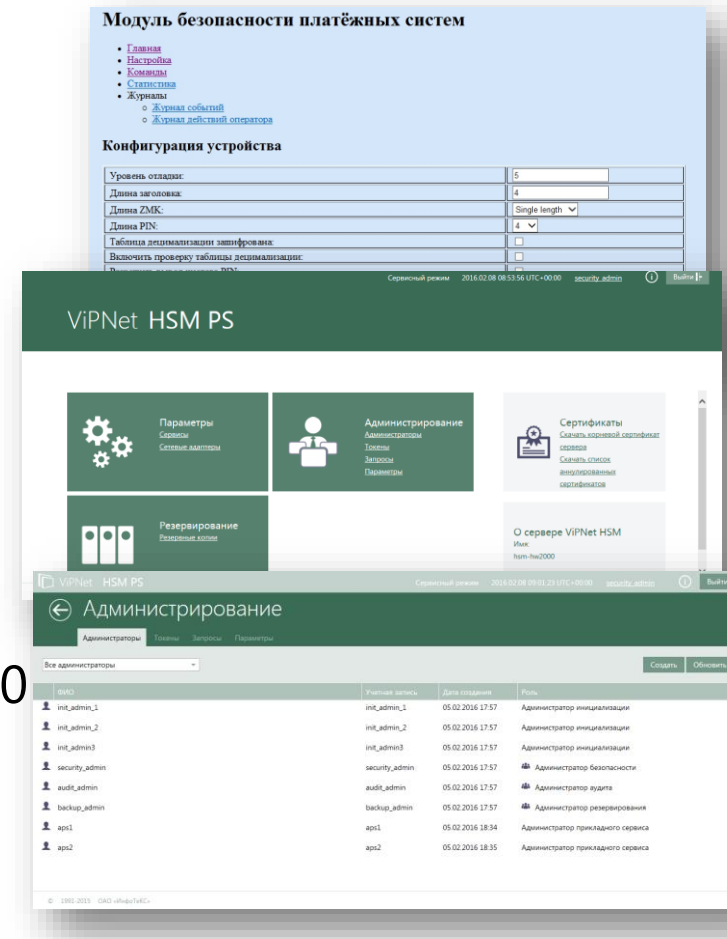 Модуль безопасности платёжных систем
Главная
Настройка
Команды
Статистика
Журналы
Журнал событий
Журнал действий оператора
Конфигурация устройства
Уровень отладки: 5
Длина заголовка: 4
Длина ZMK: Single length
Длина PIN: 4
Таблица децимализации зашифрована:
Включить проверку таблицы децимализации:
Сервисный режим 2016.02.08 08:53:56 UTC+00:00 security_admin Выйти
ViPNet HSM PS
Параметры
Сервисы
Сетевые адаптеры
Администрирование
Администраторы
Токены
Запросы
Параметры
Сертификаты
Скачать корневой сертификат
сервера
Скачать список
аннулированных
сертификатов
Резервирование
Резервные копии
О сервере ViPNet HSM
Имя:
hsm-hw2000
ViPNet HSM PS Сервисный режим 2016.02.08 09:01:23 UTC+00:00 security_admin Выйти
Администрирование
Администраторы Токены Запросы Параметры
0
Все администраторы Создать Обновить
ФИО Учетная запись Дата создания Роль
init_admin_1 init_admin_1 05.02.2016 17:57 Администратор инициализации
init_admin_2 init_admin_2 05.02.2016 17:57 Администратор инициализации
init_admin3 init_admin3 05.02.2016 17:57 Администратор инициализации
security_admin security_admin 05.02.2016 17:57 Администратор безопасности
audit_admin audit_admin 05.02.2016 17:57 Администратор аудита
backup_admin backup_admin 05.02.2016 17:57 Администратор резервирования
aps1 aps1 05.02.2016 18:34 Администратор прикладного сервиса
aps2 aps2 05.02.2016 18:35 Администратор прикладного сервиса
© 1991-2015 ОАО «ИнфоТеКС»